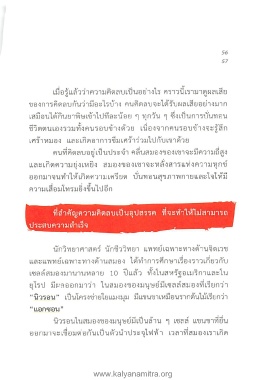 56
57
เมื่อรู้แล้วว่าความคิดลบเป็นอย่างไร คราวนี้เรามาดูผลเสีย
ของการคิดลบกันว่ามีอะไรบ้าง คนคิดลบจะได้รับผลเสียอย่างมาก
เสมือนได้กินยาพิษเข้าไปทีละน้อย ๆ ทุกวัน ๆ ซึ่งเป็นการบั่นทอน
ชีวิตตนเองรวมทั้งคนรอบข้างด้วย เนื่องจากคนรอบข้างจะรู้สึก
เศร้าหมอง และเกิดอาการซึมเศร้าร่วมไปกับเราด้วย
คนที่คิดลบอยู่เป็นประจำ คลื่นสมองของเขาจะมีความถี่สูง
และเกิดความยุ่งเหยิง สมองของเขาจะหลั่งสารแห่งความทุกข์
ออกมาจนทำให้เกิดความเครียด บั่นทอนสุขภาพกายและใจให้มี
ความเสื่อมโทรมยิ่งขึ้นไปอีก
ที่สำคัญความคิดลบเป็นอุปสรรค ที่จะทำให้ไม่สามารถ
ประสบความสำเร็จ
นักวิทยาศาสตร์ นักชีววิทยา แพทย์เฉพาะทางด้านจิตเวช
และแพทย์เฉพาะทางด้านสมอง ได้ทำการศึกษาเรื่องราวเกี่ยวกับ
เซลล์สมองมานานหลาย 10 ปีแล้ว ทั้งในสหรัฐอเมริกาและใน
ยุโรป มีผลออกมาว่า ในสมองของมนุษย์มีเซลล์สมองที่เรียกว่า
"นิวรอน" เป็นโครงข่ายใยแมงมุม มีแขนขาเหมือนรากต้นไม้เรียกว่า
"แอกซอน"
นิวรอนในสมองของมนุษย์มีเป็นล้าน ๆ เซลล์ แขนขาที่ยื่น
ออกมาจะเชื่อมต่อกันเป็นตัวนำประจุไฟฟ้า เวลาที่สมองเราเกิด
www.kalyanamitra.org